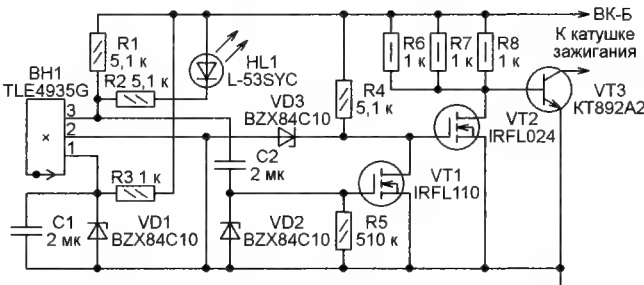 ВК-Б
К катушке
зажигания
R1
5,1 к
HL1
L-53SYC
R6
1 к
R7
1 к
R8
1 к
BH1
TLE4935G
R2 5,1 к
R4
5,1 к
VT3
КТ892А2
VD3
BZX84C10
VT2
IRFL024
3
2
1
×
C2
2 мк
VT1
IRFL110
R3 1 к
C1
2 мк
VD1
BZX84C10
VD2
BZX84C10
R5
510 к